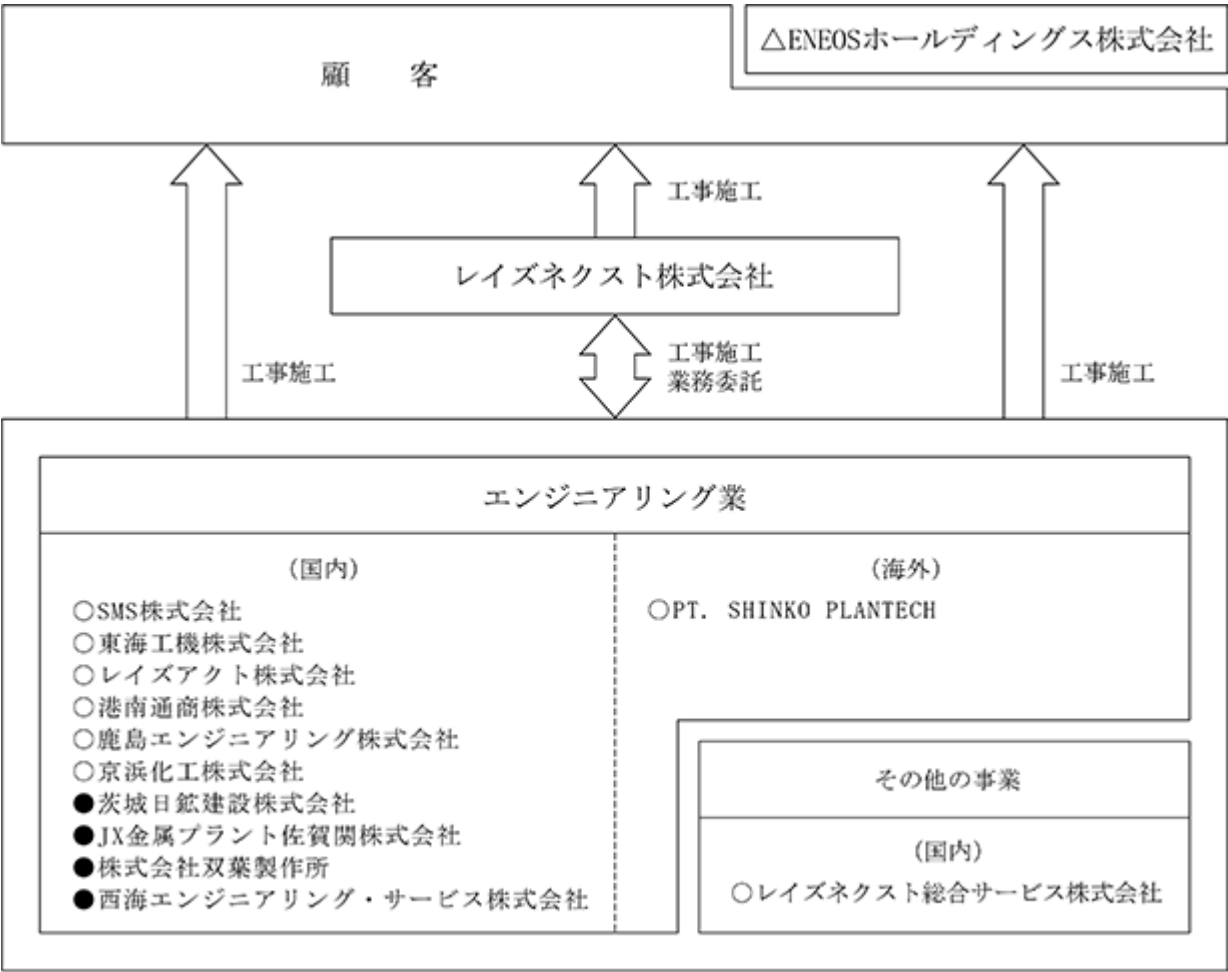 顧　客
△ENEOSホールディングス株式会社
工事施工
レイズネクスト株式会社
工事施工
工事施工
業務委託
工事施工
エンジニアリング業
(国内)
○SMS株式会社
○東海工機株式会社
○レイズアクト株式会社
○港南通商株式会社
○鹿島エンジニアリング株式会社
○京浜化工株式会社
●茨城日鉱建設株式会社
●JX金属プラント佐賀関株式会社
●株式会社双葉製作所
●西海エンジニアリング・サービス株式会社
(海外)
○PT. SHINKO PLANTECH
その他の事業
(国内)
○レイズネクスト総合サービス株式会社